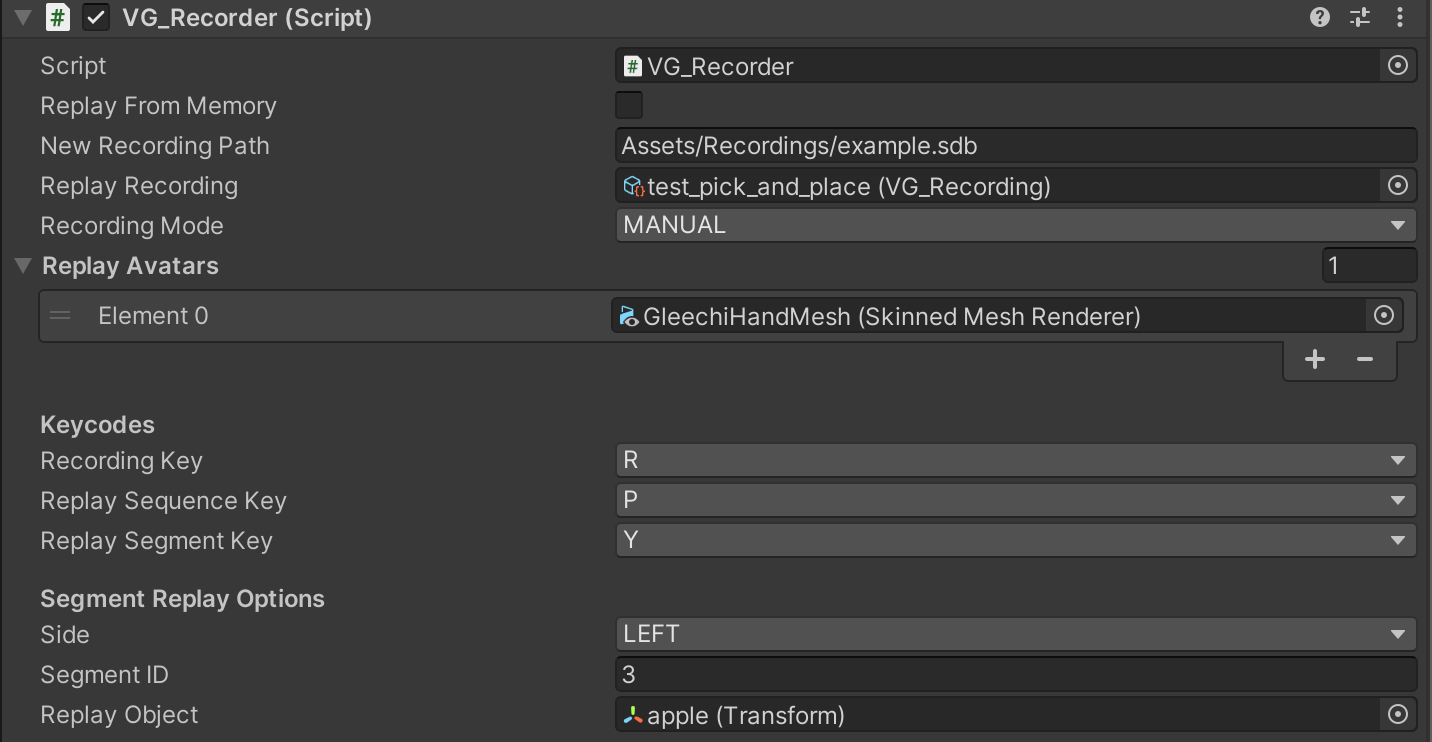 VG_Recorder (Script)
Script VG_Recorder
Replay From Memory
New Recording Path Assets/Recordings/example.sdb
Replay Recording test_pick_and_place (VG_Recording)
Recording Mode MANUAL
Replay Avatars 1
Element 0 GleechiHandMesh (Skinned Mesh Renderer)
Keycodes
Recording Key R
Replay Sequence Key P
Replay Segment Key Y
Segment Replay Options
Side LEFT
Segment ID 3
Replay Object apple (Transform)